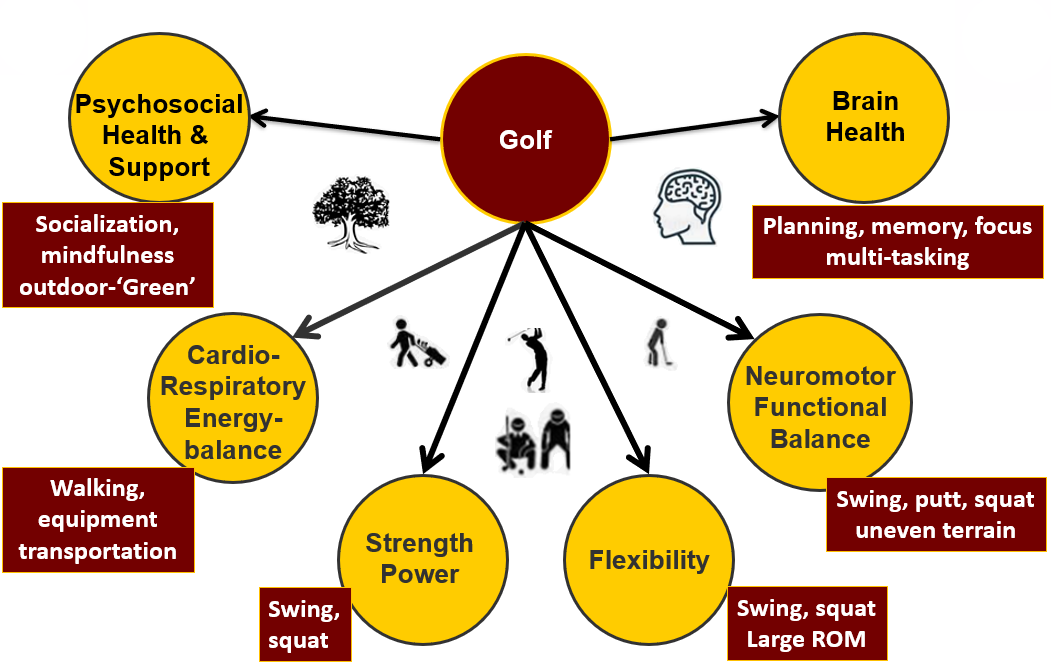 Psychosocial
Health &
Support
Golf
Brain
Health
Socialization,
mindfulness
outdoor-‘Green’
Planning, memory, focus
multi-tasking
Cardio-
Respiratory
Energy-
balance
Neuromotor
Functional
Balance
Walking,
equipment
transportation
Swing, putt, squat
uneven terrain
Strength
Power
Flexibility
Swing,
squat
Swing, squat
Large ROM